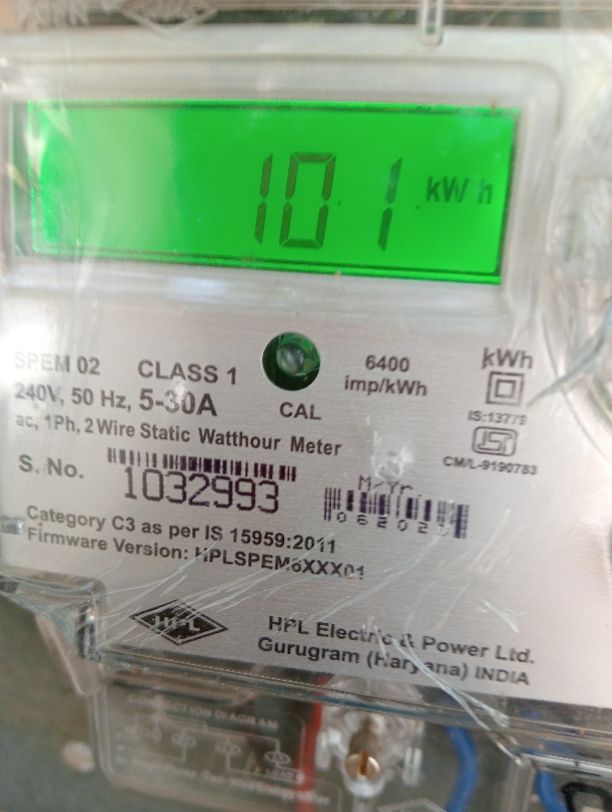 101 kWh
SPEM 02 CLASS 1
6400
imp/kWh
kWh
240V, 50 Hz, 5-30A
CAL
IS:13779
ac, 1Ph, 2 Wire Static Watthour Meter
CM/L-9190783
S. No. 1032993
M/Yr.
Category C3 as per IS 15959:2011
Firmware Version: HPLSPEM6XXX01
HPL
HPL Electric & Power Ltd.
Gurugram (Haryana) INDIA
CONNECTION DIAGRAM